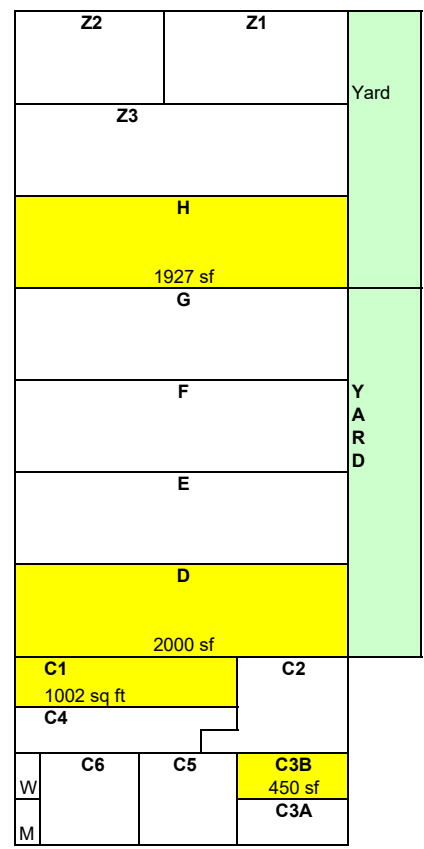 Z2 Z1
Yard
Z3
H
1927 sf
G
F
Y
A
R
D
E
D
2000 sf
C1 C2
1002 sq ft
C4
C6 C5 C3B
W 450 sf
C3A
M